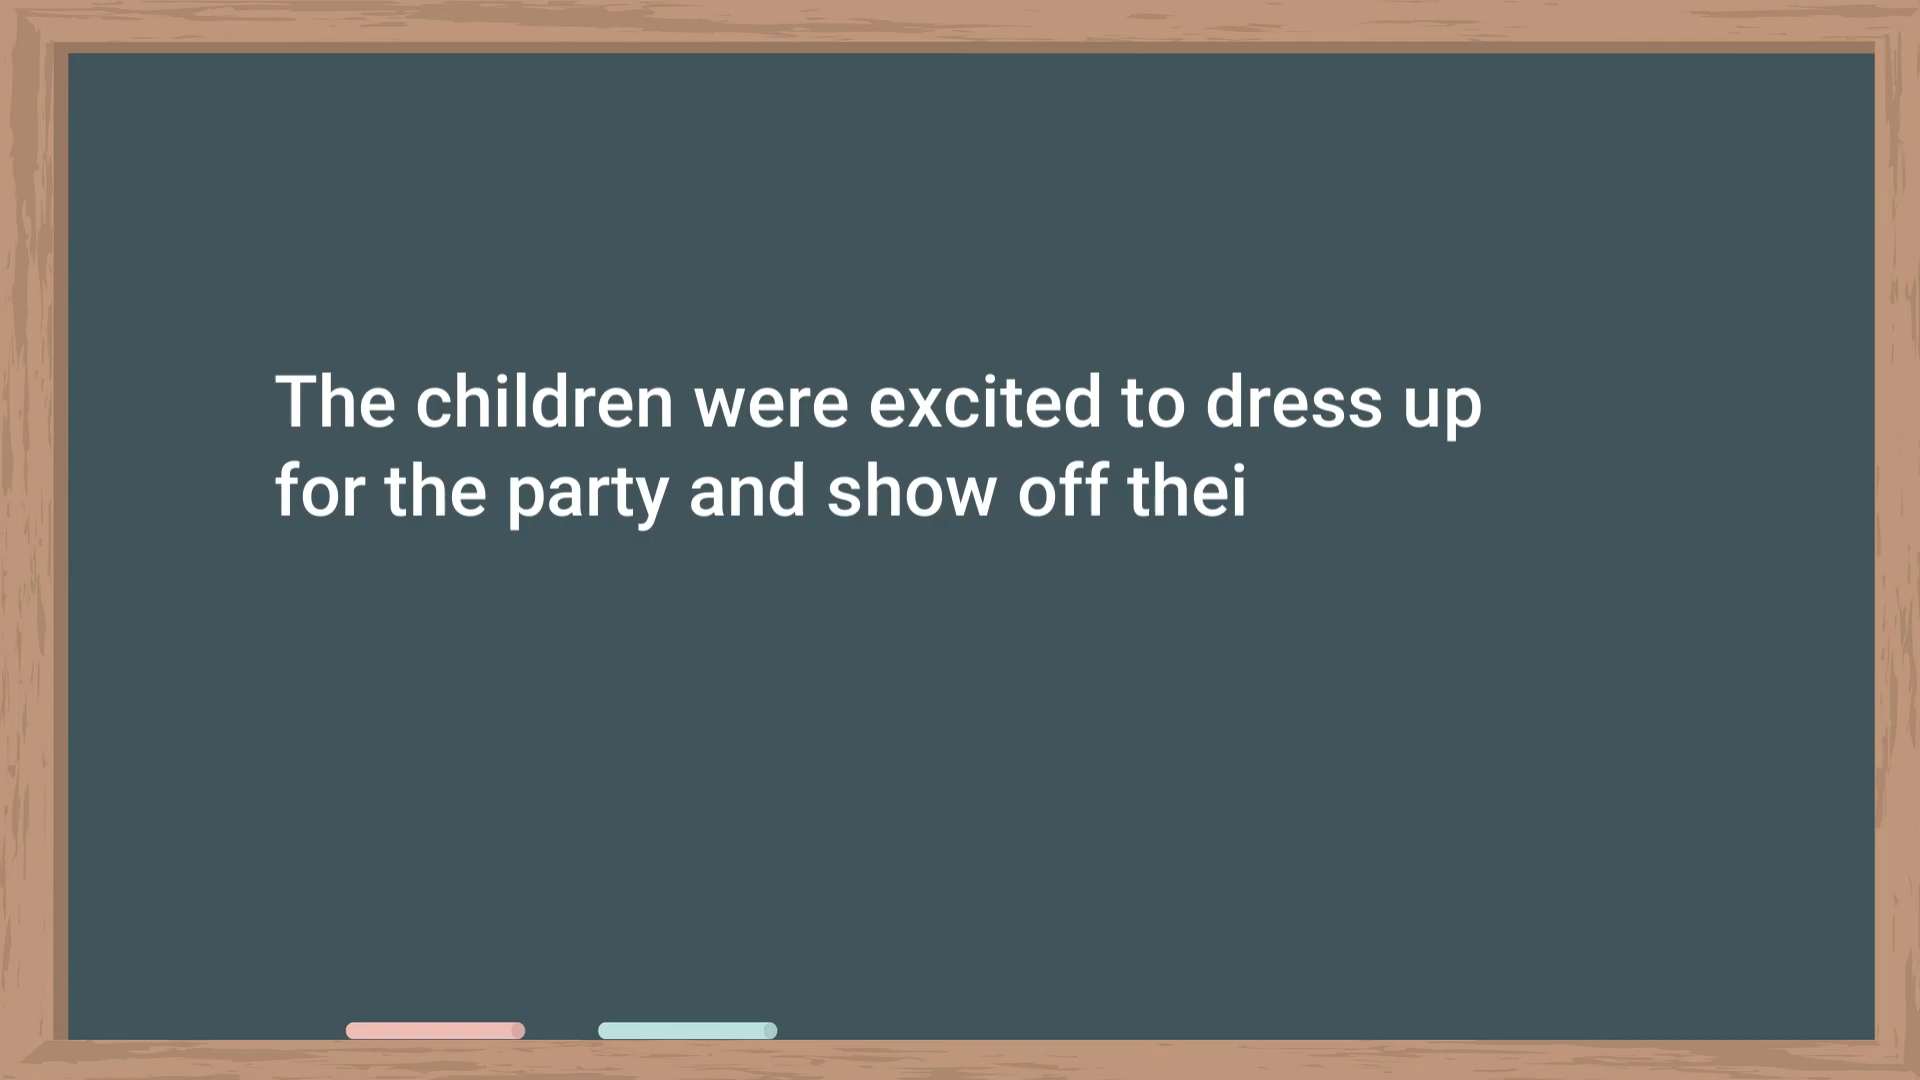 The children were excited to dress up
for the party and show off thei